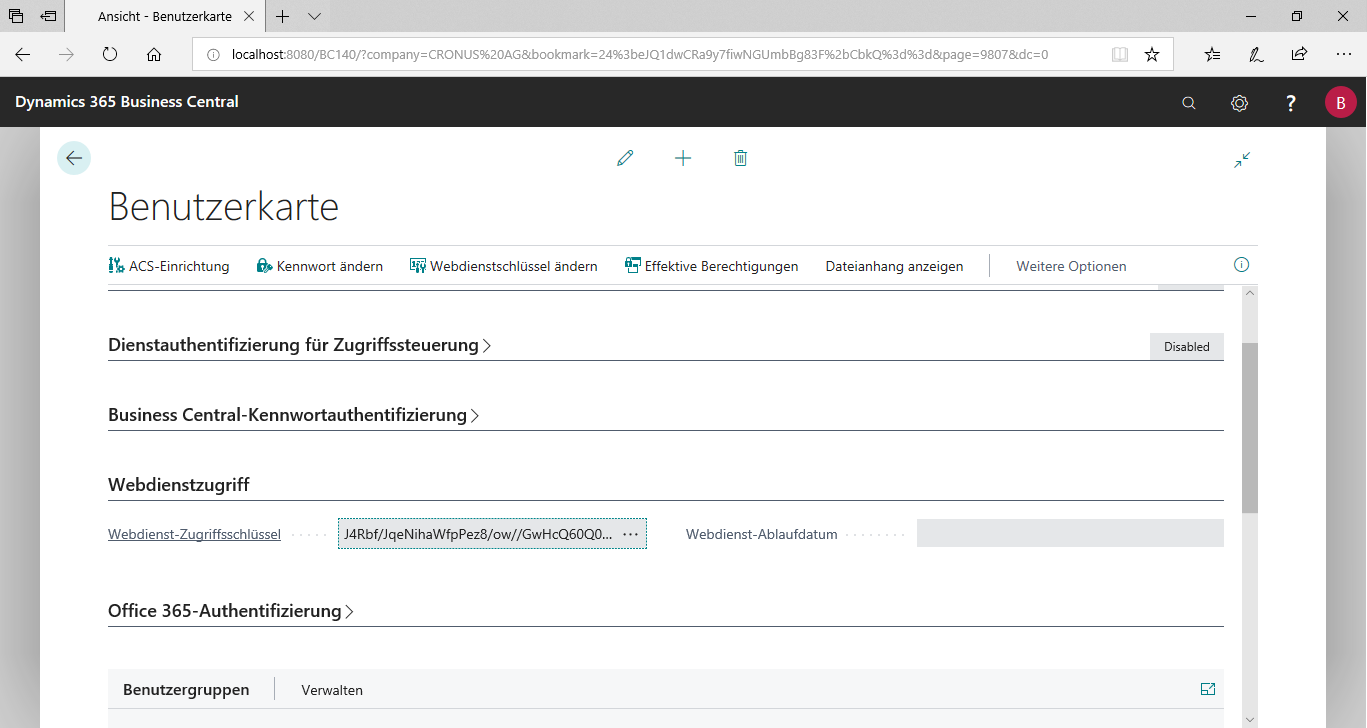 Ansicht - Benutzerkarte
localhost:8080/BC140/?company=CRONUS%20AG&bookmark=24%3beJQ1dwCRa9y7fiwNGUmbBg83F%2bCbkQ%3d%3d&page=9807&dc=0
Dynamics 365 Business Central
? B
Benutzerkarte
ACS-Einrichtung Kennwort ändern Webdienstschlüssel ändern Effektive Berechtigungen Dateianhang anzeigen Weitere Optionen
Dienstauthentifizierung für Zugriffssteuerung Disabled
Business Central-Kennwortauthentifizierung
Webdienstzugriff
Webdienst-Zugriffsschlüssel J4Rbf/JqeNihaWfpPez8/ow//GwHcQ60Q0... Webdienst-Ablaufdatum
Office 365-Authentifizierung
Benutzergruppen Verwalten